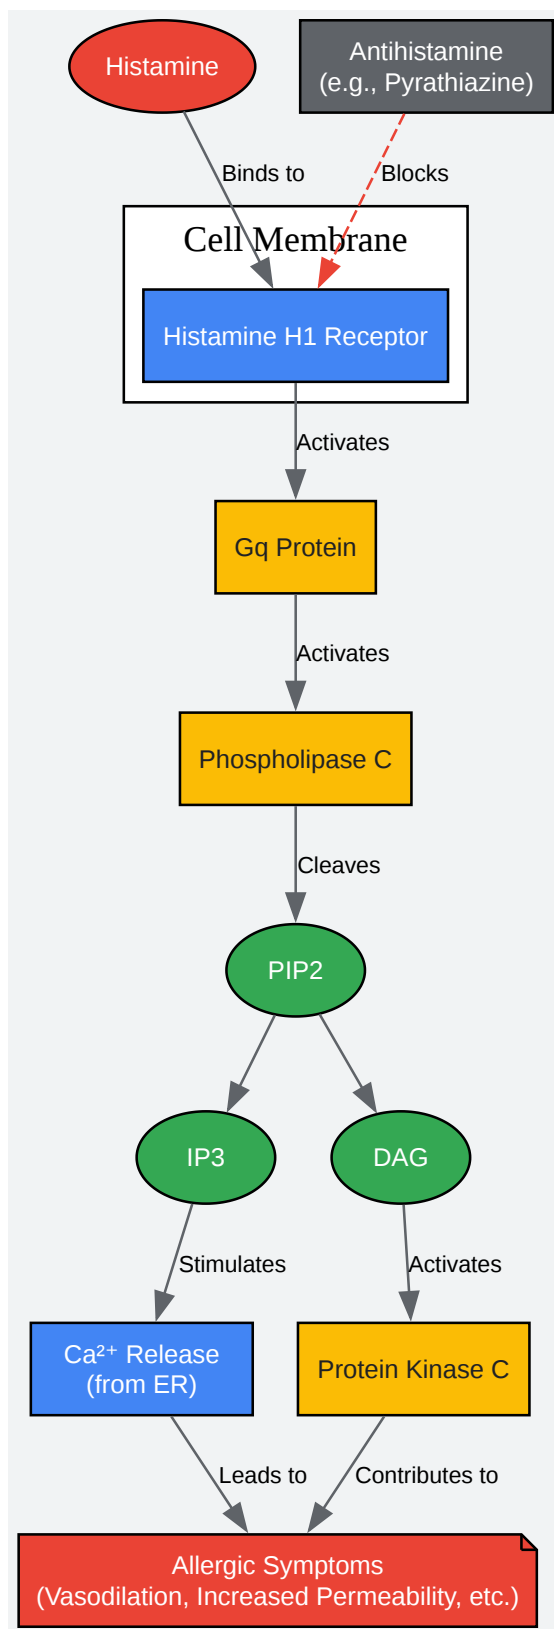 Histamine
Antihistamine
(e.g., Pyrathiazine)
Binds to
Blocks
Cell Membrane
Histamine H1 Receptor
Activates
Gq Protein
Activates
Phospholipase C
Cleaves
PIP2
IP3
DAG
Stimulates
Activates
Ca²⁺ Release
(from ER)
Protein Kinase C
Leads to
Contributes to
Allergic Symptoms
(Vasodilation, Increased Permeability, etc.)